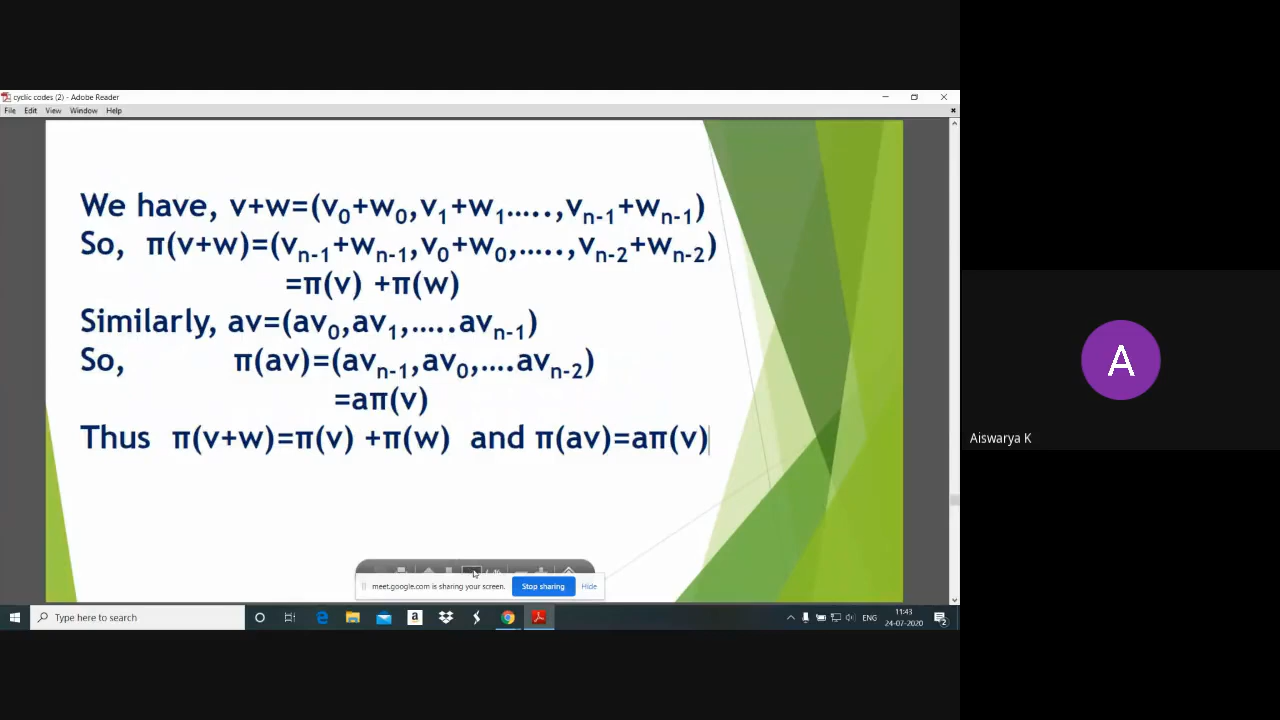 cyclic codes (2) - Adobe Reader
File Edit View Window Help
We have, v+w=(v₀+w₀,v₁+w₁.....,vₙ₋₁+wₙ₋₁)
So, π(v+w)=(vₙ₋₁+wₙ₋₁,v₀+w₀,.....,vₙ₋₂+wₙ₋₂)
=π(v) +π(w)
Similarly, av=(av₀,av₁,.....avₙ₋₁)
So, π(av)=(avₙ₋₁,av₀,....avₙ₋₂)
=aπ(v)
Thus π(v+w)=π(v) +π(w) and π(av)=aπ(v)
A
Aiswarya K
meet.google.com is sharing your screen. Stop sharing Hide
Type here to search
ENG
11:43
24-07-2020